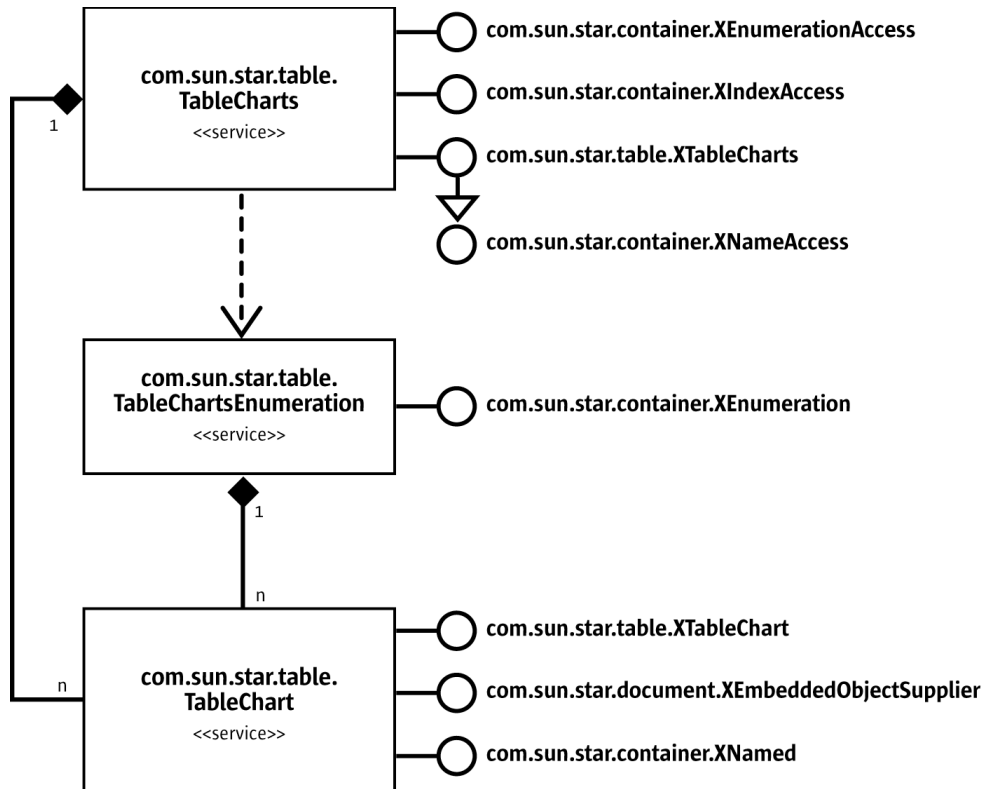 com.sun.star.table.
TableCharts
<<service>>
com.sun.star.container.XEnumerationAccess
com.sun.star.container.XIndexAccess
com.sun.star.table.XTableCharts
com.sun.star.container.XNameAccess
1
com.sun.star.table.
TableChartsEnumeration
<<service>>
com.sun.star.container.XEnumeration
1
n
n
com.sun.star.table.
TableChart
<<service>>
com.sun.star.table.XTableChart
com.sun.star.document.XEmbeddedObjectSupplier
com.sun.star.container.XNamed